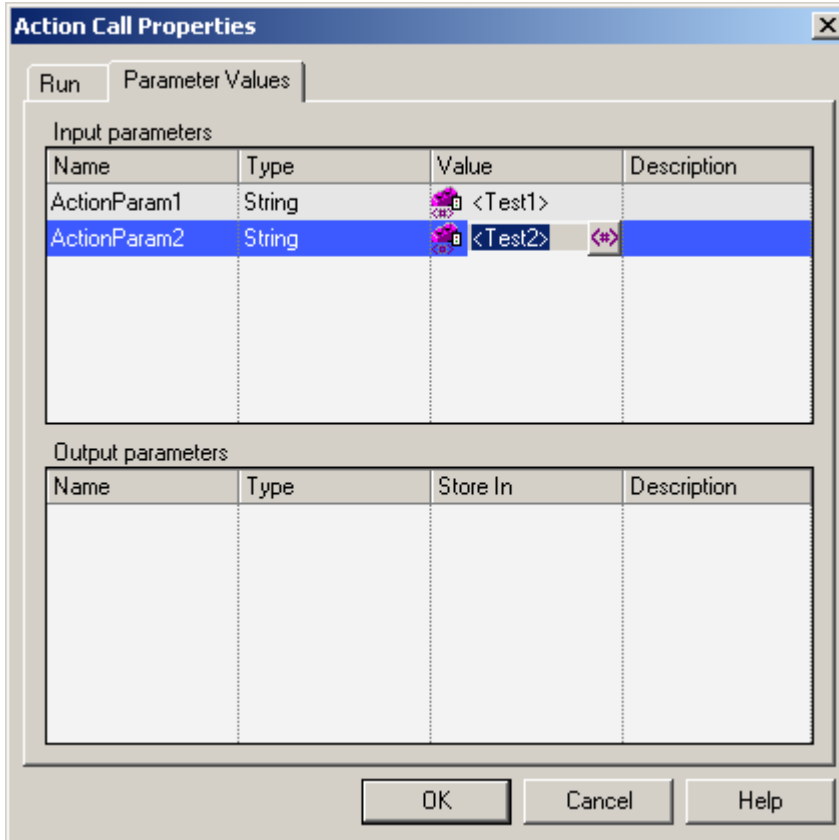 Action Call Properties
Run Parameter Values
Input parameters
Name Type Value Description
ActionParam1 String <#> <Test1>
ActionParam2 String <#> <Test2> <#>
Output parameters
Name Type Store In Description
OK Cancel Help